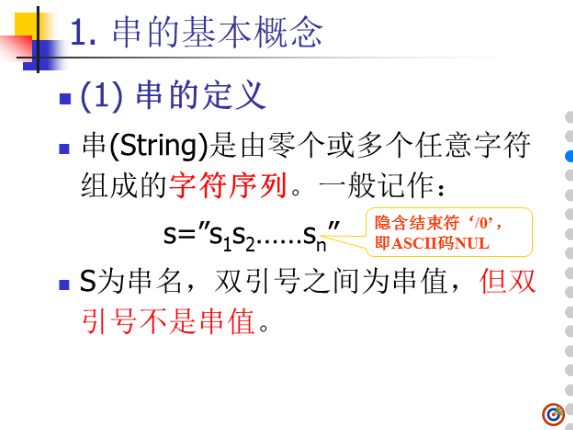 1. 串的基本概念
(1) 串的定义
串(String)是由零个或多个任意字符
组成的字符序列。一般记作：
s=”s1s2……sn”
隐含结束符‘/0’，
即ASCII码NUL
S为串名，双引号之间为串值，但双
引号不是串值。